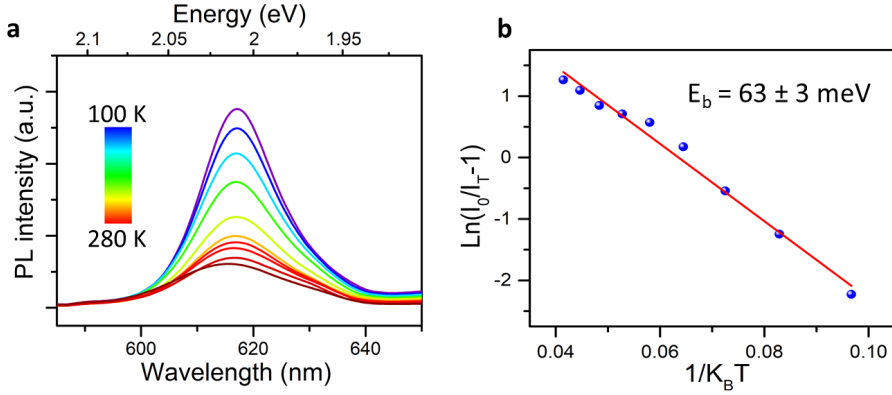 a
Energy (eV)
2.1 2.05 2 1.95
PL intensity (a.u.)
100 K
280 K
600 620 640
Wavelength (nm)
b
Ln(I₀/I_T-1)
1
0
-1
-2
E_b = 63 ± 3 meV
0.04 0.06 0.08 0.10
1/K_BT